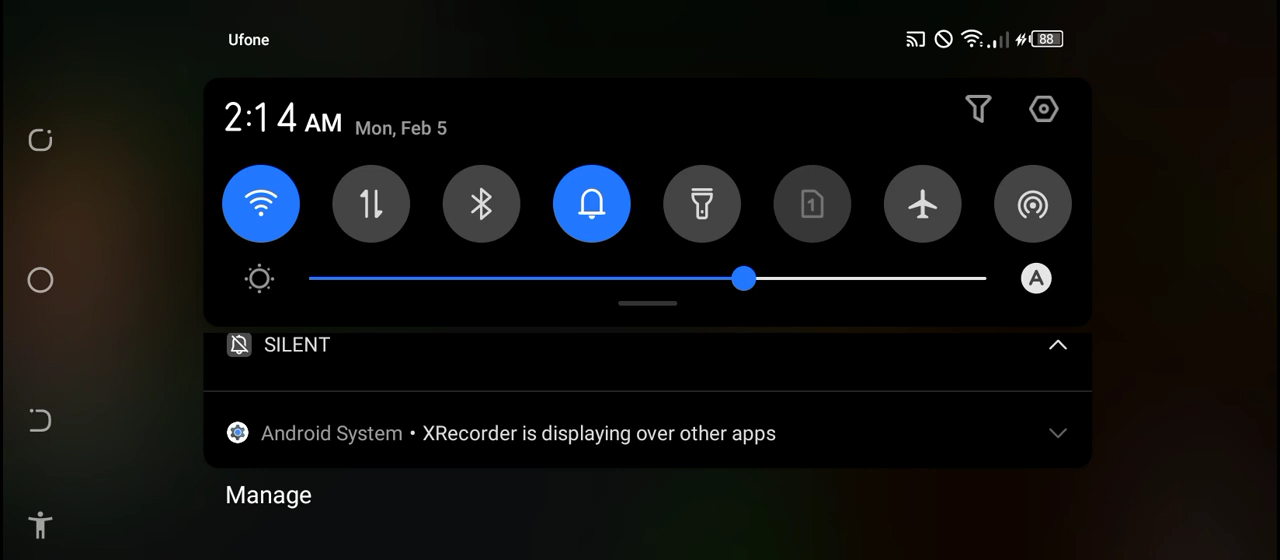 Ufone
88
2:14 AM Mon, Feb 5
1
A
SILENT
Android System • XRecorder is displaying over other apps
Manage